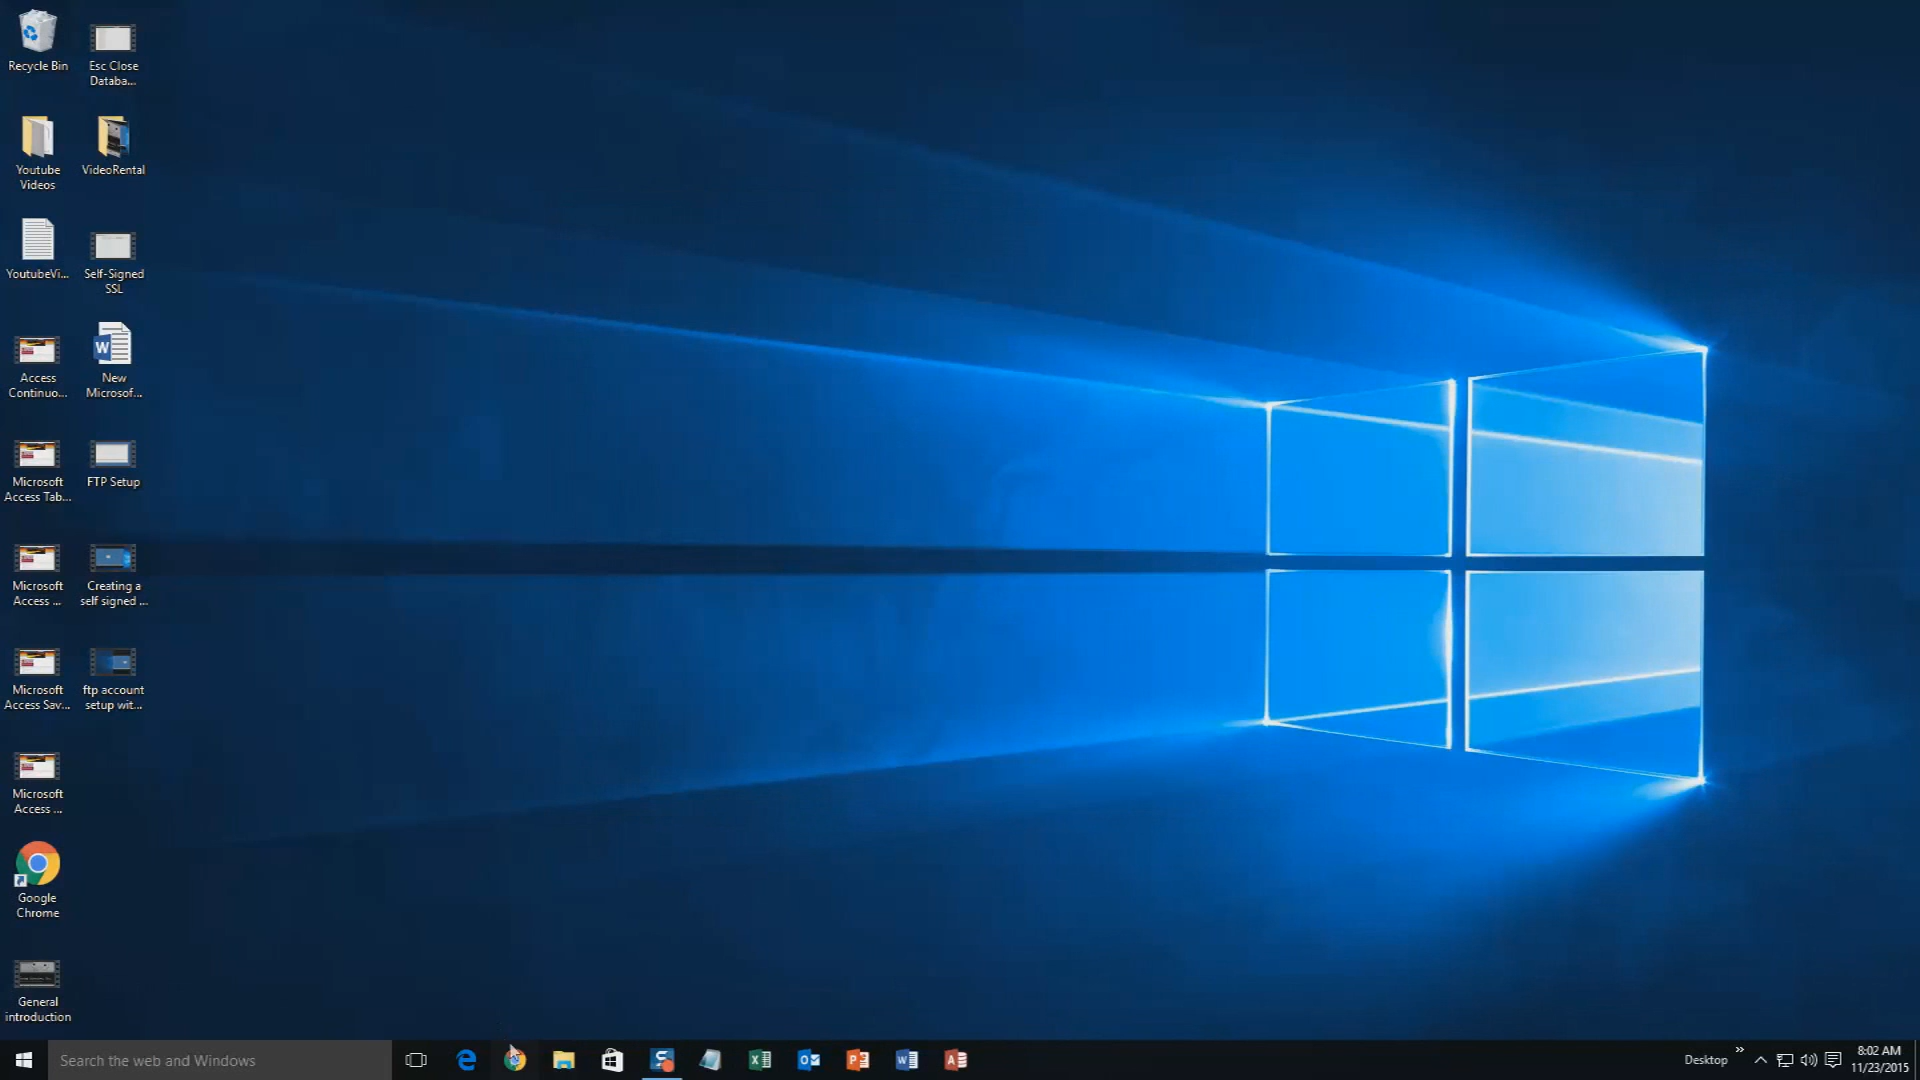 Recycle Bin
Esc Close
Databa...
Youtube
Videos
VideoRental
YoutubeVi...
Self-Signed
SSL
Access
Continuo...
New
Microsof...
Microsoft
Access Tab...
FTP Setup
Microsoft
Access ...
Creating a
self signed ...
Microsoft
Access Sav...
ftp account
setup wit...
Microsoft
Access ...
Google
Chrome
General
introduction
Search the web and Windows
Desktop
8:02 AM
11/23/2015